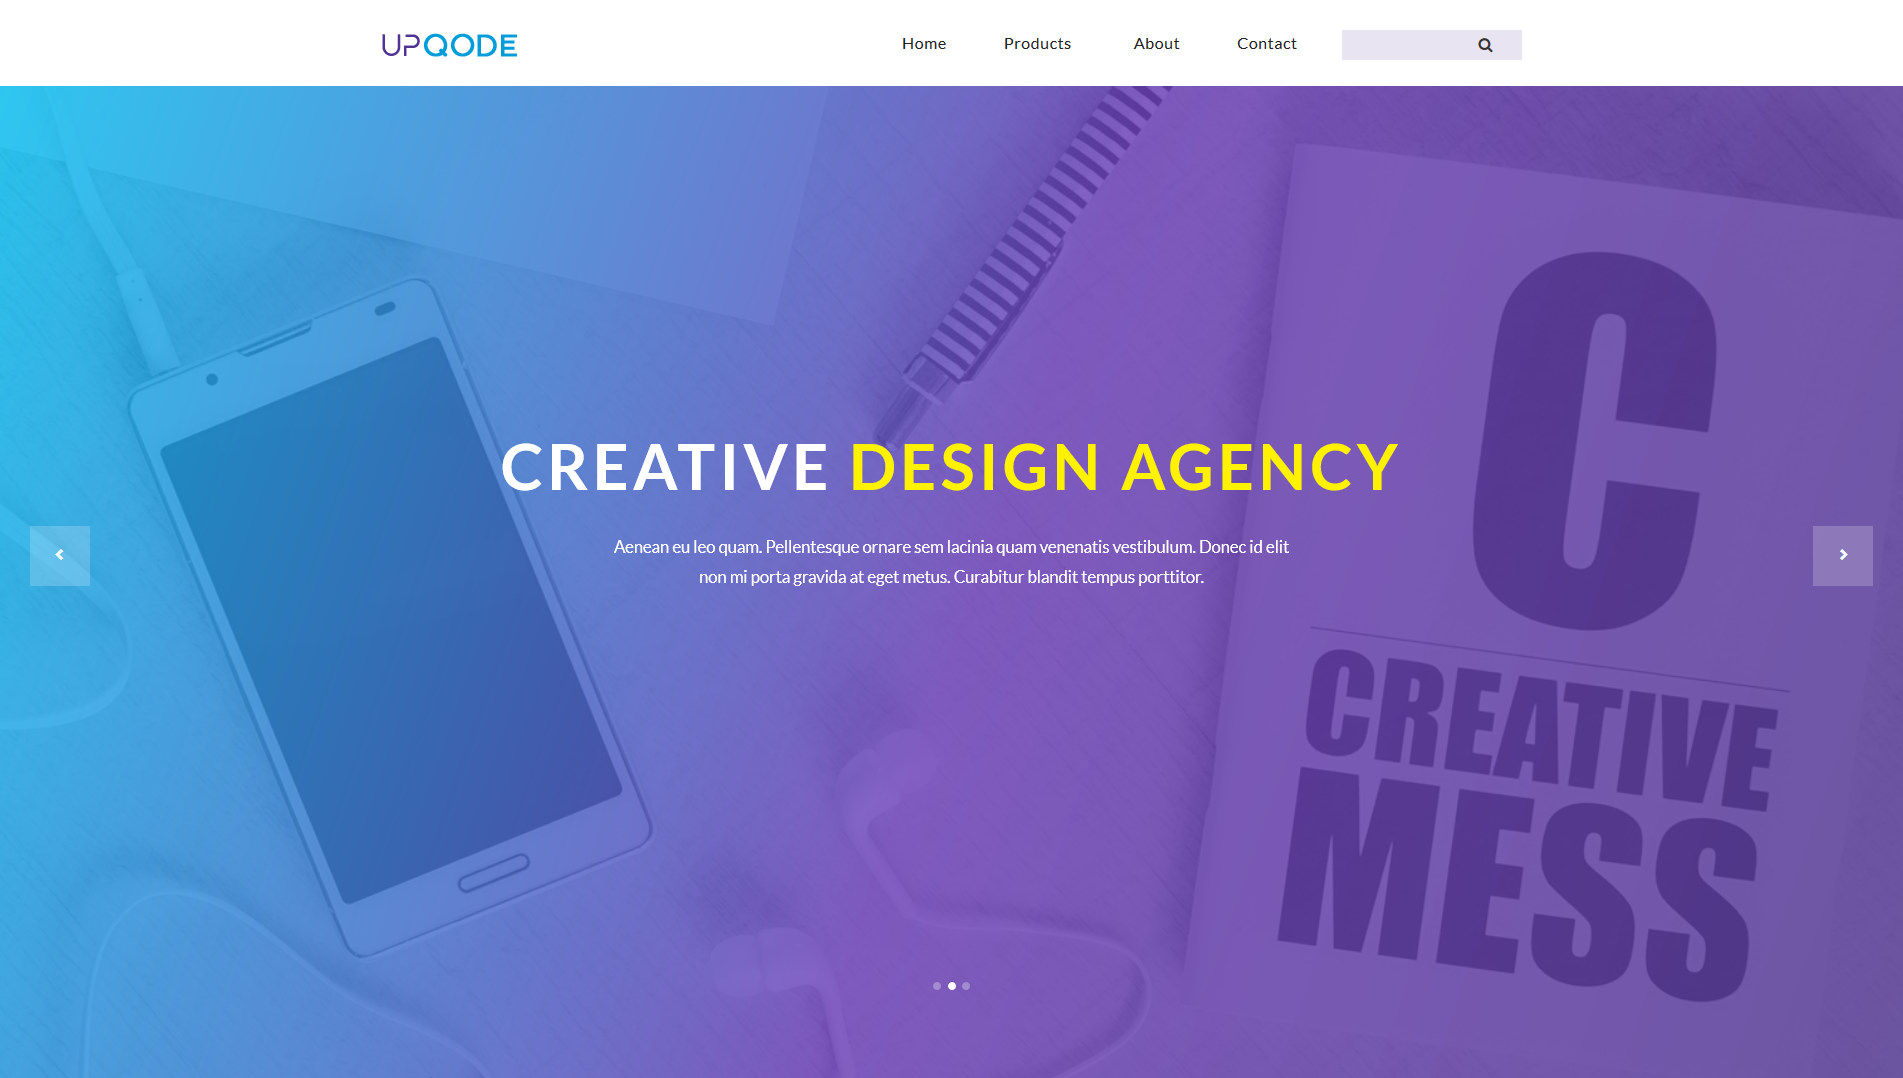 UPQODE
Home Products About Contact
CREATIVE DESIGN AGENCY
Aenean eu leo quam. Pellentesque ornare sem lacinia quam venenatis vestibulum. Donec id elit
non mi porta gravida at eget metus. Curabitur blandit tempus porttitor.
C
CREATIVE
MESS